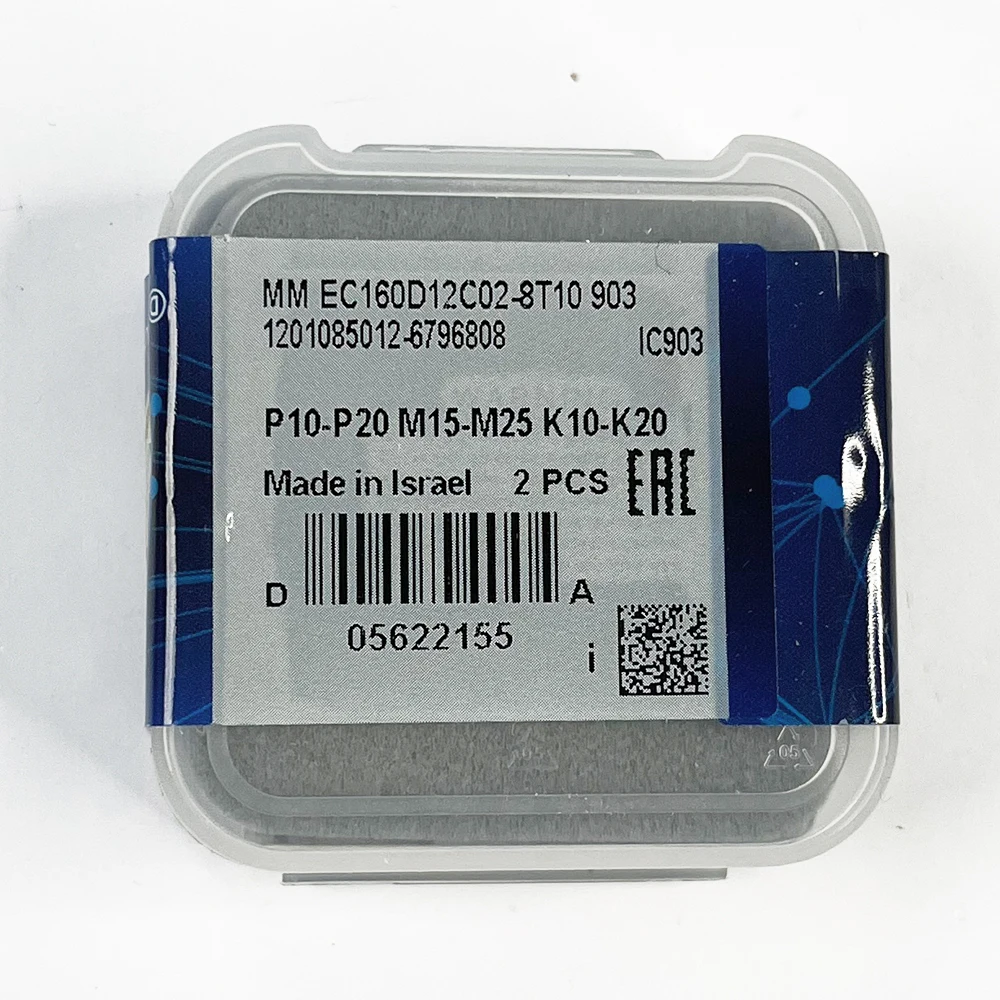 MM EC160D12C02-8T10 903
1201085012-6796808 IC903
P10-P20 M15-M25 K10-K20
Made in Israel 2 PCS EAC
D A
05622155
i
®
05